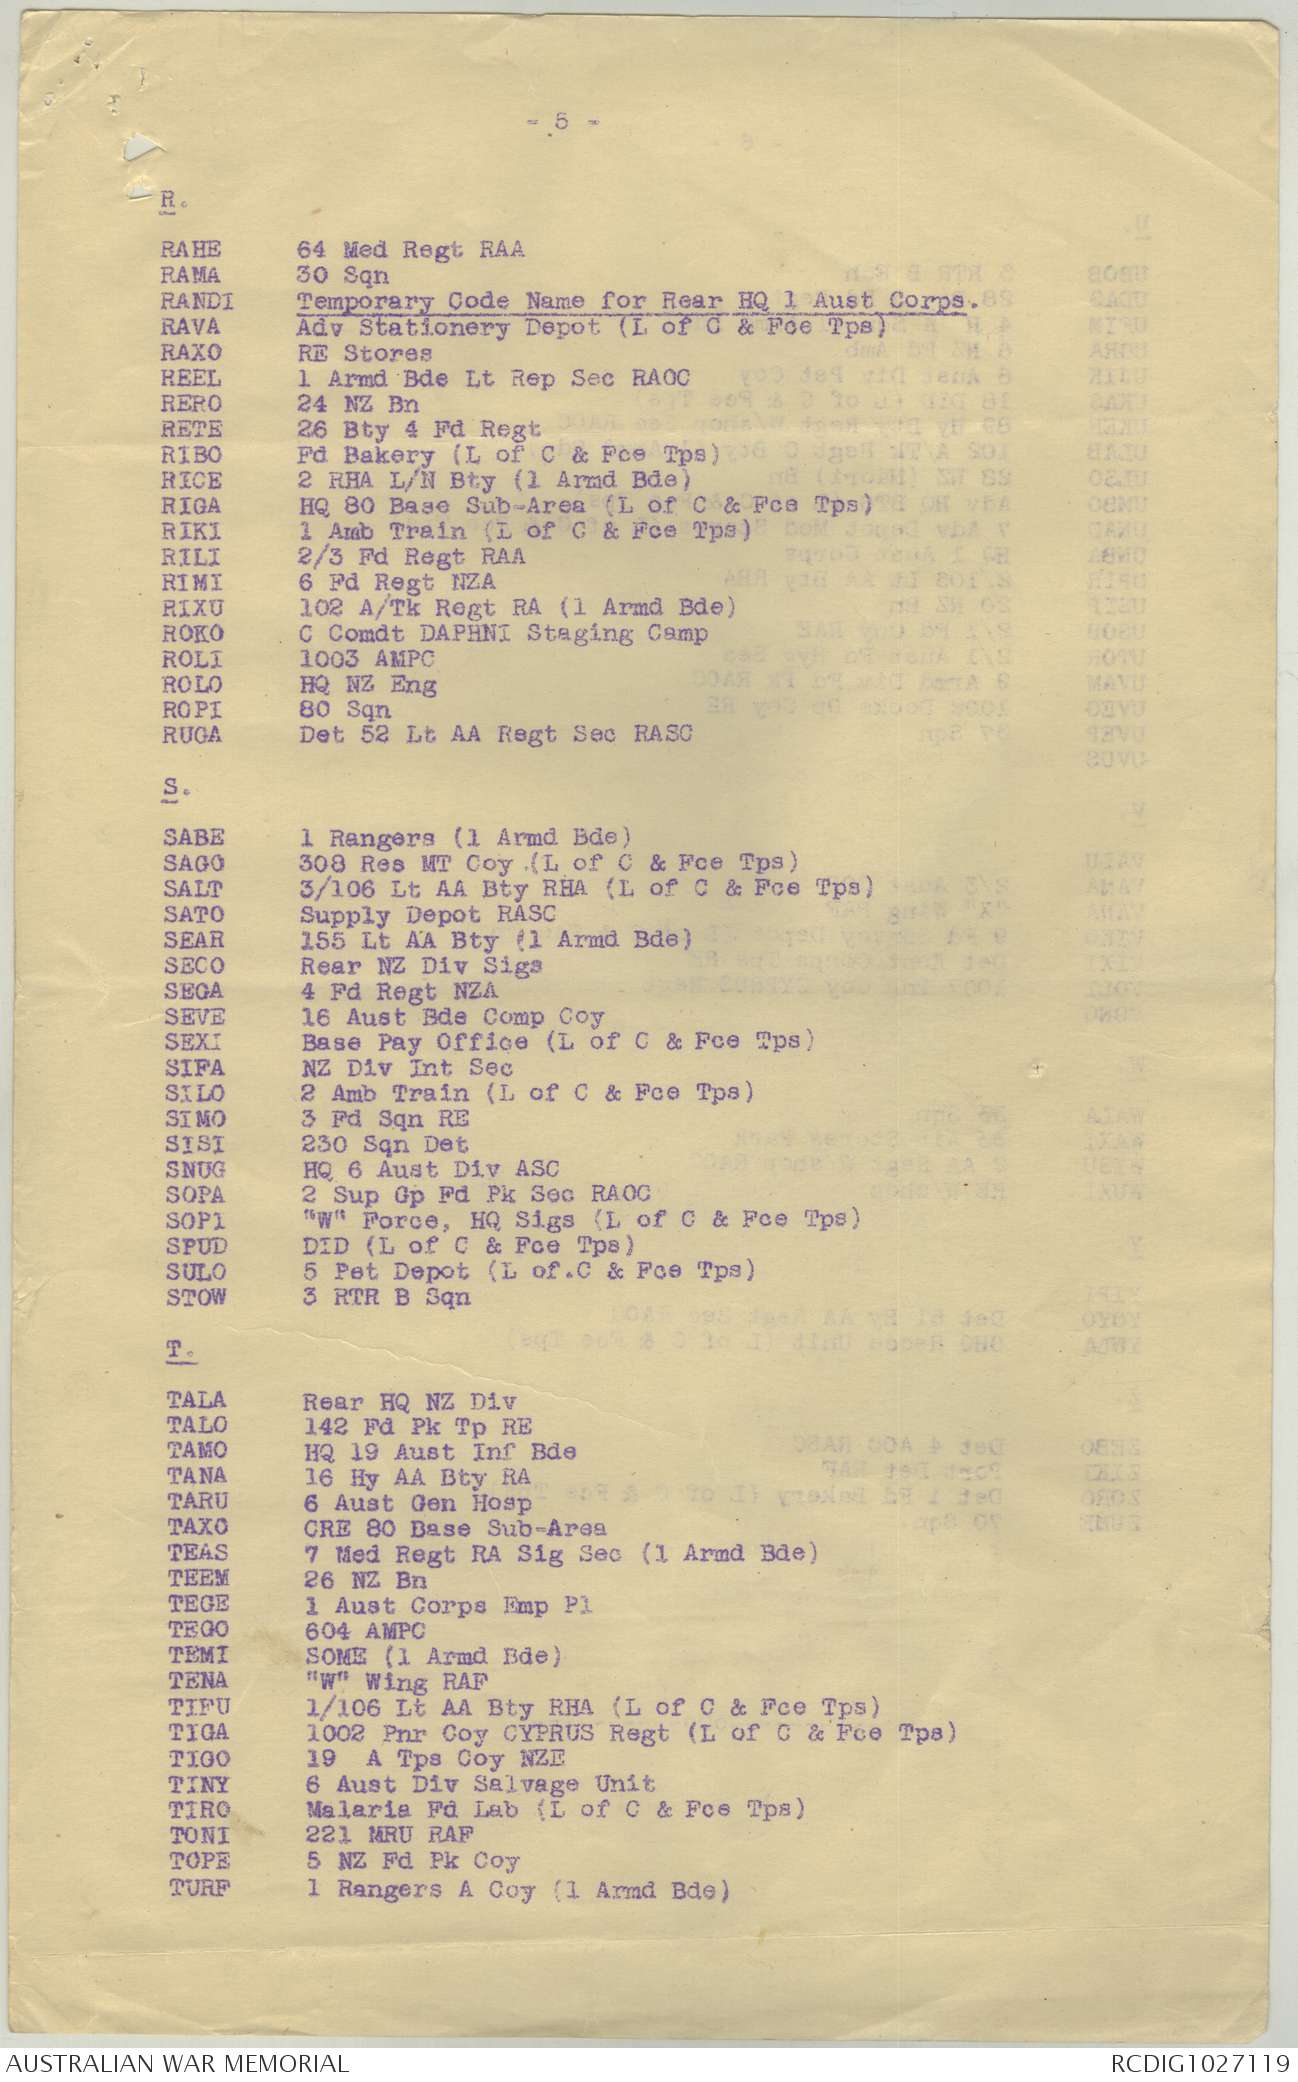 - 5 -
R.
RAHE 64 Med Regt RAA
RAMA 30 Sqn
RANDI Temporary Code Name for Rear HQ 1 Aust Corps.
RAVA Adv Stationery Depot (L of C & Fce Tps)
RAXO RE Stores
REEL 1 Armd Bde Lt Rep Sec RAOC
RERO 24 NZ Bn
RETE 26 Bty 4 Fd Regt
RIBO Fd Bakery (L of C & Fce Tps)
RICE 2 RHA L/N Bty (1 Armd Bde)
RIGA HQ 80 Base Sub-Area (L of C & Fce Tps)
RIKI 1 Amb Train (L of C & Fce Tps)
RILI 2/3 Fd Regt RAA
RIMI 6 Fd Regt NZA
RIXU 102 A/Tk Regt RA (1 Armd Bde)
ROKO C Comdt DAPHNI Staging Camp
ROLI 1003 AMPC
ROLO HQ NZ Eng
ROPI 80 Sqn
RUGA Det 52 Lt AA Regt Sec RASC
S.
SABE 1 Rangers (1 Armd Bde)
SAGO 308 Res MT Coy (L of C & Fce Tps)
SALT 3/106 Lt AA Bty RHA (L of C & Fce Tps)
SATO Supply Depot RASC
SEAR 155 Lt AA Bty (1 Armd Bde)
SECO Rear NZ Div Sigs
SEGA 4 Fd Regt NZA
SEVE 16 Aust Bde Comp Coy
SEXI Base Pay Office (L of C & Fce Tps)
SIFA NZ Div Int Sec
SILO 2 Amb Train (L of C & Fce Tps)
SIMO 3 Fd Sqn RE
SISI 230 Sqn Det
SNUG HQ 6 Aust Div ASC
SOPA 2 Sup Gp Fd Pk Sec RAOC
SOPI "W" Force, HQ Sigs (L of C & Fce Tps)
SPUD DID (L of C & Fce Tps)
SULO 5 Pet Depot (L of.C & Fce Tps)
STOW 3 RTR B Sqn
T.
TALA Rear HQ NZ Div
TALO 142 Fd Pk Tp RE
TAMO HQ 19 Aust Inf Bde
TANA 16 Hy AA Bty RA
TARU 6 Aust Gen Hosp
TAXO CRE 80 Base Sub-Area
TEAS 7 Med Regt RA Sig Sec (1 Armd Bde)
TEEM 26 NZ Bn
TEGE 1 Aust Corps Emp Pl
TEGO 604 AMPC
TEMI SOME (1 Armd Bde)
TENA "W" Wing RAF
TIFU 1/106 Lt AA Bty RHA (L of C & Fce Tps)
TIGA 1002 Pnr Coy CYPRUS Regt (L of C & Fce Tps)
TIGO 19 A Tps Coy NZE
TINY 6 Aust Div Salvage Unit
TIRO Malaria Fd Lab (L of C & Fce Tps)
TONI 221 MRU RAF
TOPE 5 NZ Fd Pk Coy
TURF 1 Rangers A Coy (1 Armd Bde)
AUSTRALIAN WAR MEMORIAL RCDIG1027119